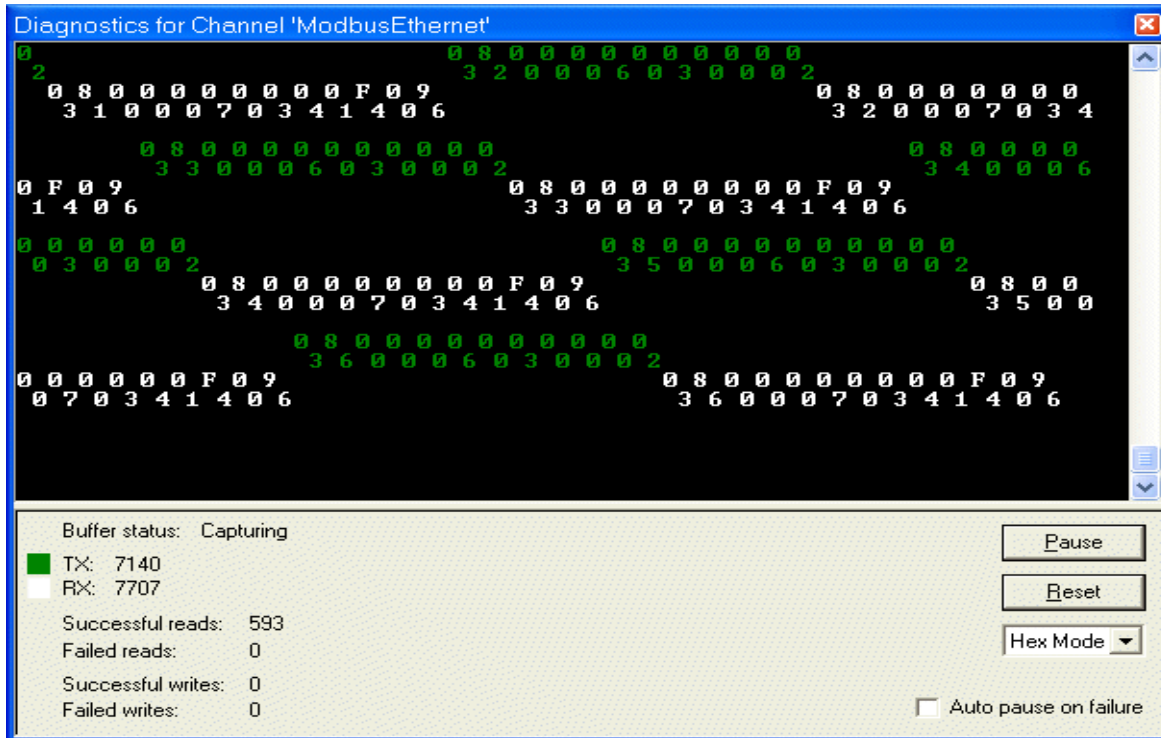 Diagnostics for Channel 'ModbusEthernet'
0 0 8 0 0 0 0 0 0 0 0 0 0
2 3 2 0 0 0 6 0 3 0 0 0 2
0 8 0 0 0 0 0 0 0 0 F 0 9 0 8 0 0 0 0 0 0 0
3 1 0 0 0 7 0 3 4 1 4 0 6 3 2 0 0 0 7 0 3 4
0 8 0 0 0 0 0 0 0 0 0 0 0 8 0 0 0 0
3 3 0 0 0 6 0 3 0 0 0 2 3 4 0 0 0 6
0 F 0 9 0 8 0 0 0 0 0 0 0 0 F 0 9
1 4 0 6 3 3 0 0 0 7 0 3 4 1 4 0 6
0 0 0 0 0 0 0 8 0 0 0 0 0 0 0 0 0 0
0 3 0 0 0 2 3 5 0 0 0 6 0 3 0 0 0 2
0 8 0 0 0 0 0 0 0 0 F 0 9 0 8 0 0
3 4 0 0 0 7 0 3 4 1 4 0 6 3 5 0 0
0 8 0 0 0 0 0 0 0 0 0 0
3 6 0 0 0 6 0 3 0 0 0 2
0 0 0 0 0 0 F 0 9 0 8 0 0 0 0 0 0 0 0 F 0 9
0 7 0 3 4 1 4 0 6 3 6 0 0 0 7 0 3 4 1 4 0 6
Buffer status: Capturing
TX: 7140
RX: 7707
Successful reads: 593
Failed reads: 0
Successful writes: 0
Failed writes: 0
Pause
Reset
Hex Mode
Auto pause on failure